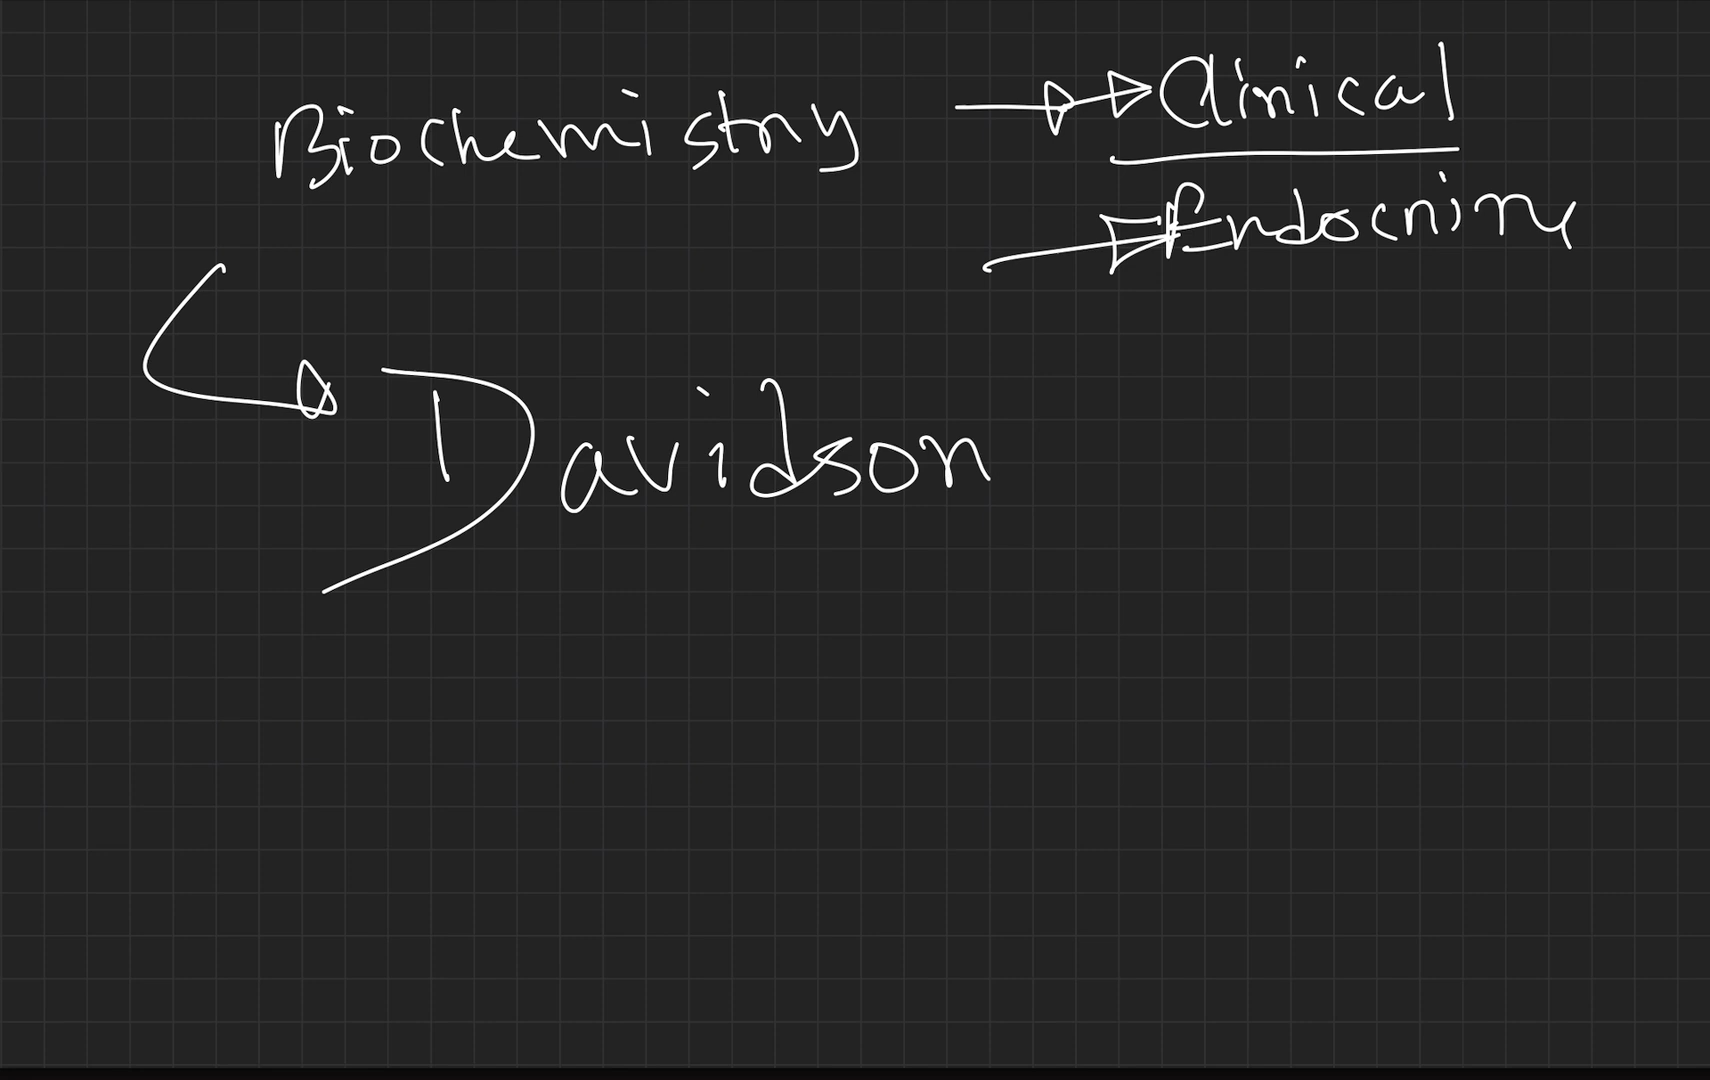 Biochemistry → Clinical
→ Endocrine
→ Davidson